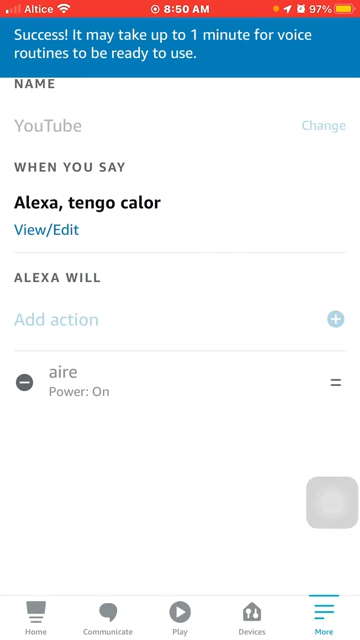 Altice
8:50 AM
97%
Success! It may take up to 1 minute for voice
routines to be ready to use.
NAME
YouTube
Change
WHEN YOU SAY
Alexa, tengo calor
View/Edit
ALEXA WILL
Add action
aire
Power: On
Home
Communicate
Play
Devices
More